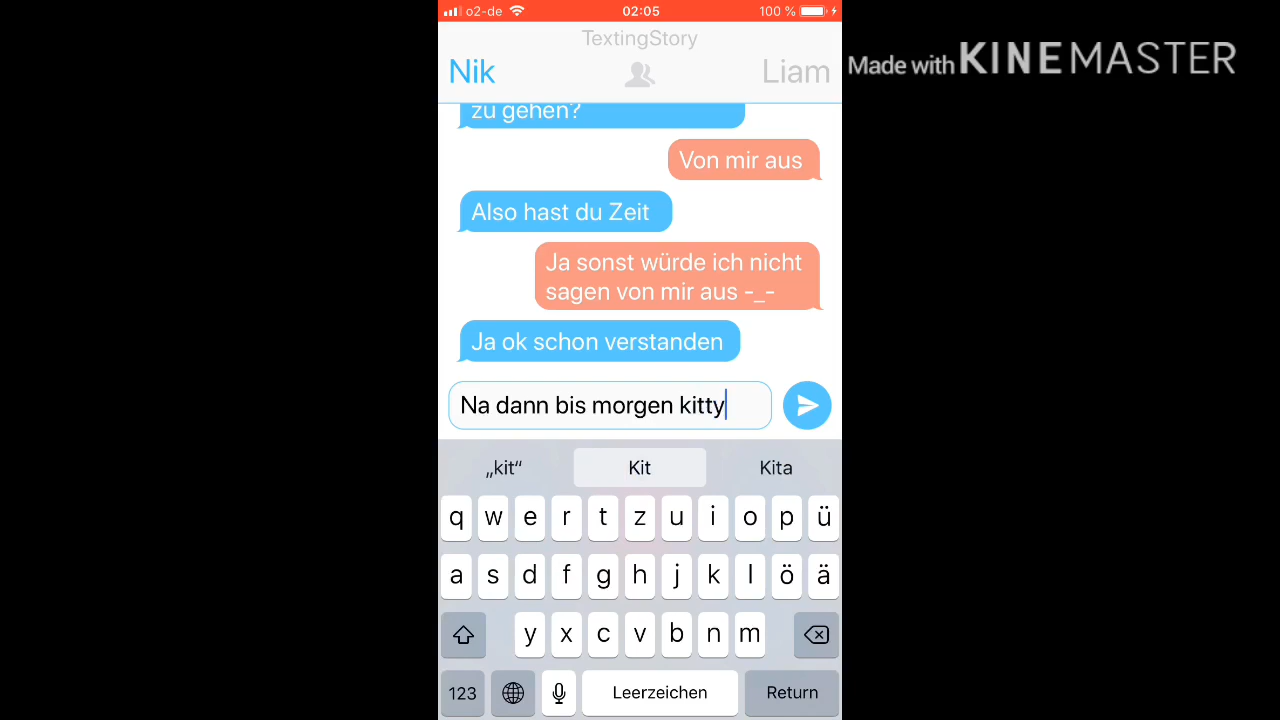 o2-de 02:05 100 %
TextingStory
Nik Liam
Made with KINEMASTER
zu gehen?
Von mir aus
Also hast du Zeit
Ja sonst würde ich nicht
sagen von mir aus -_-
Ja ok schon verstanden
Na dann bis morgen kitty
„kit“ Kit Kita
q w e r t z u i o p ü
a s d f g h j k l ö ä
y x c v b n m
123 Leerzeichen Return